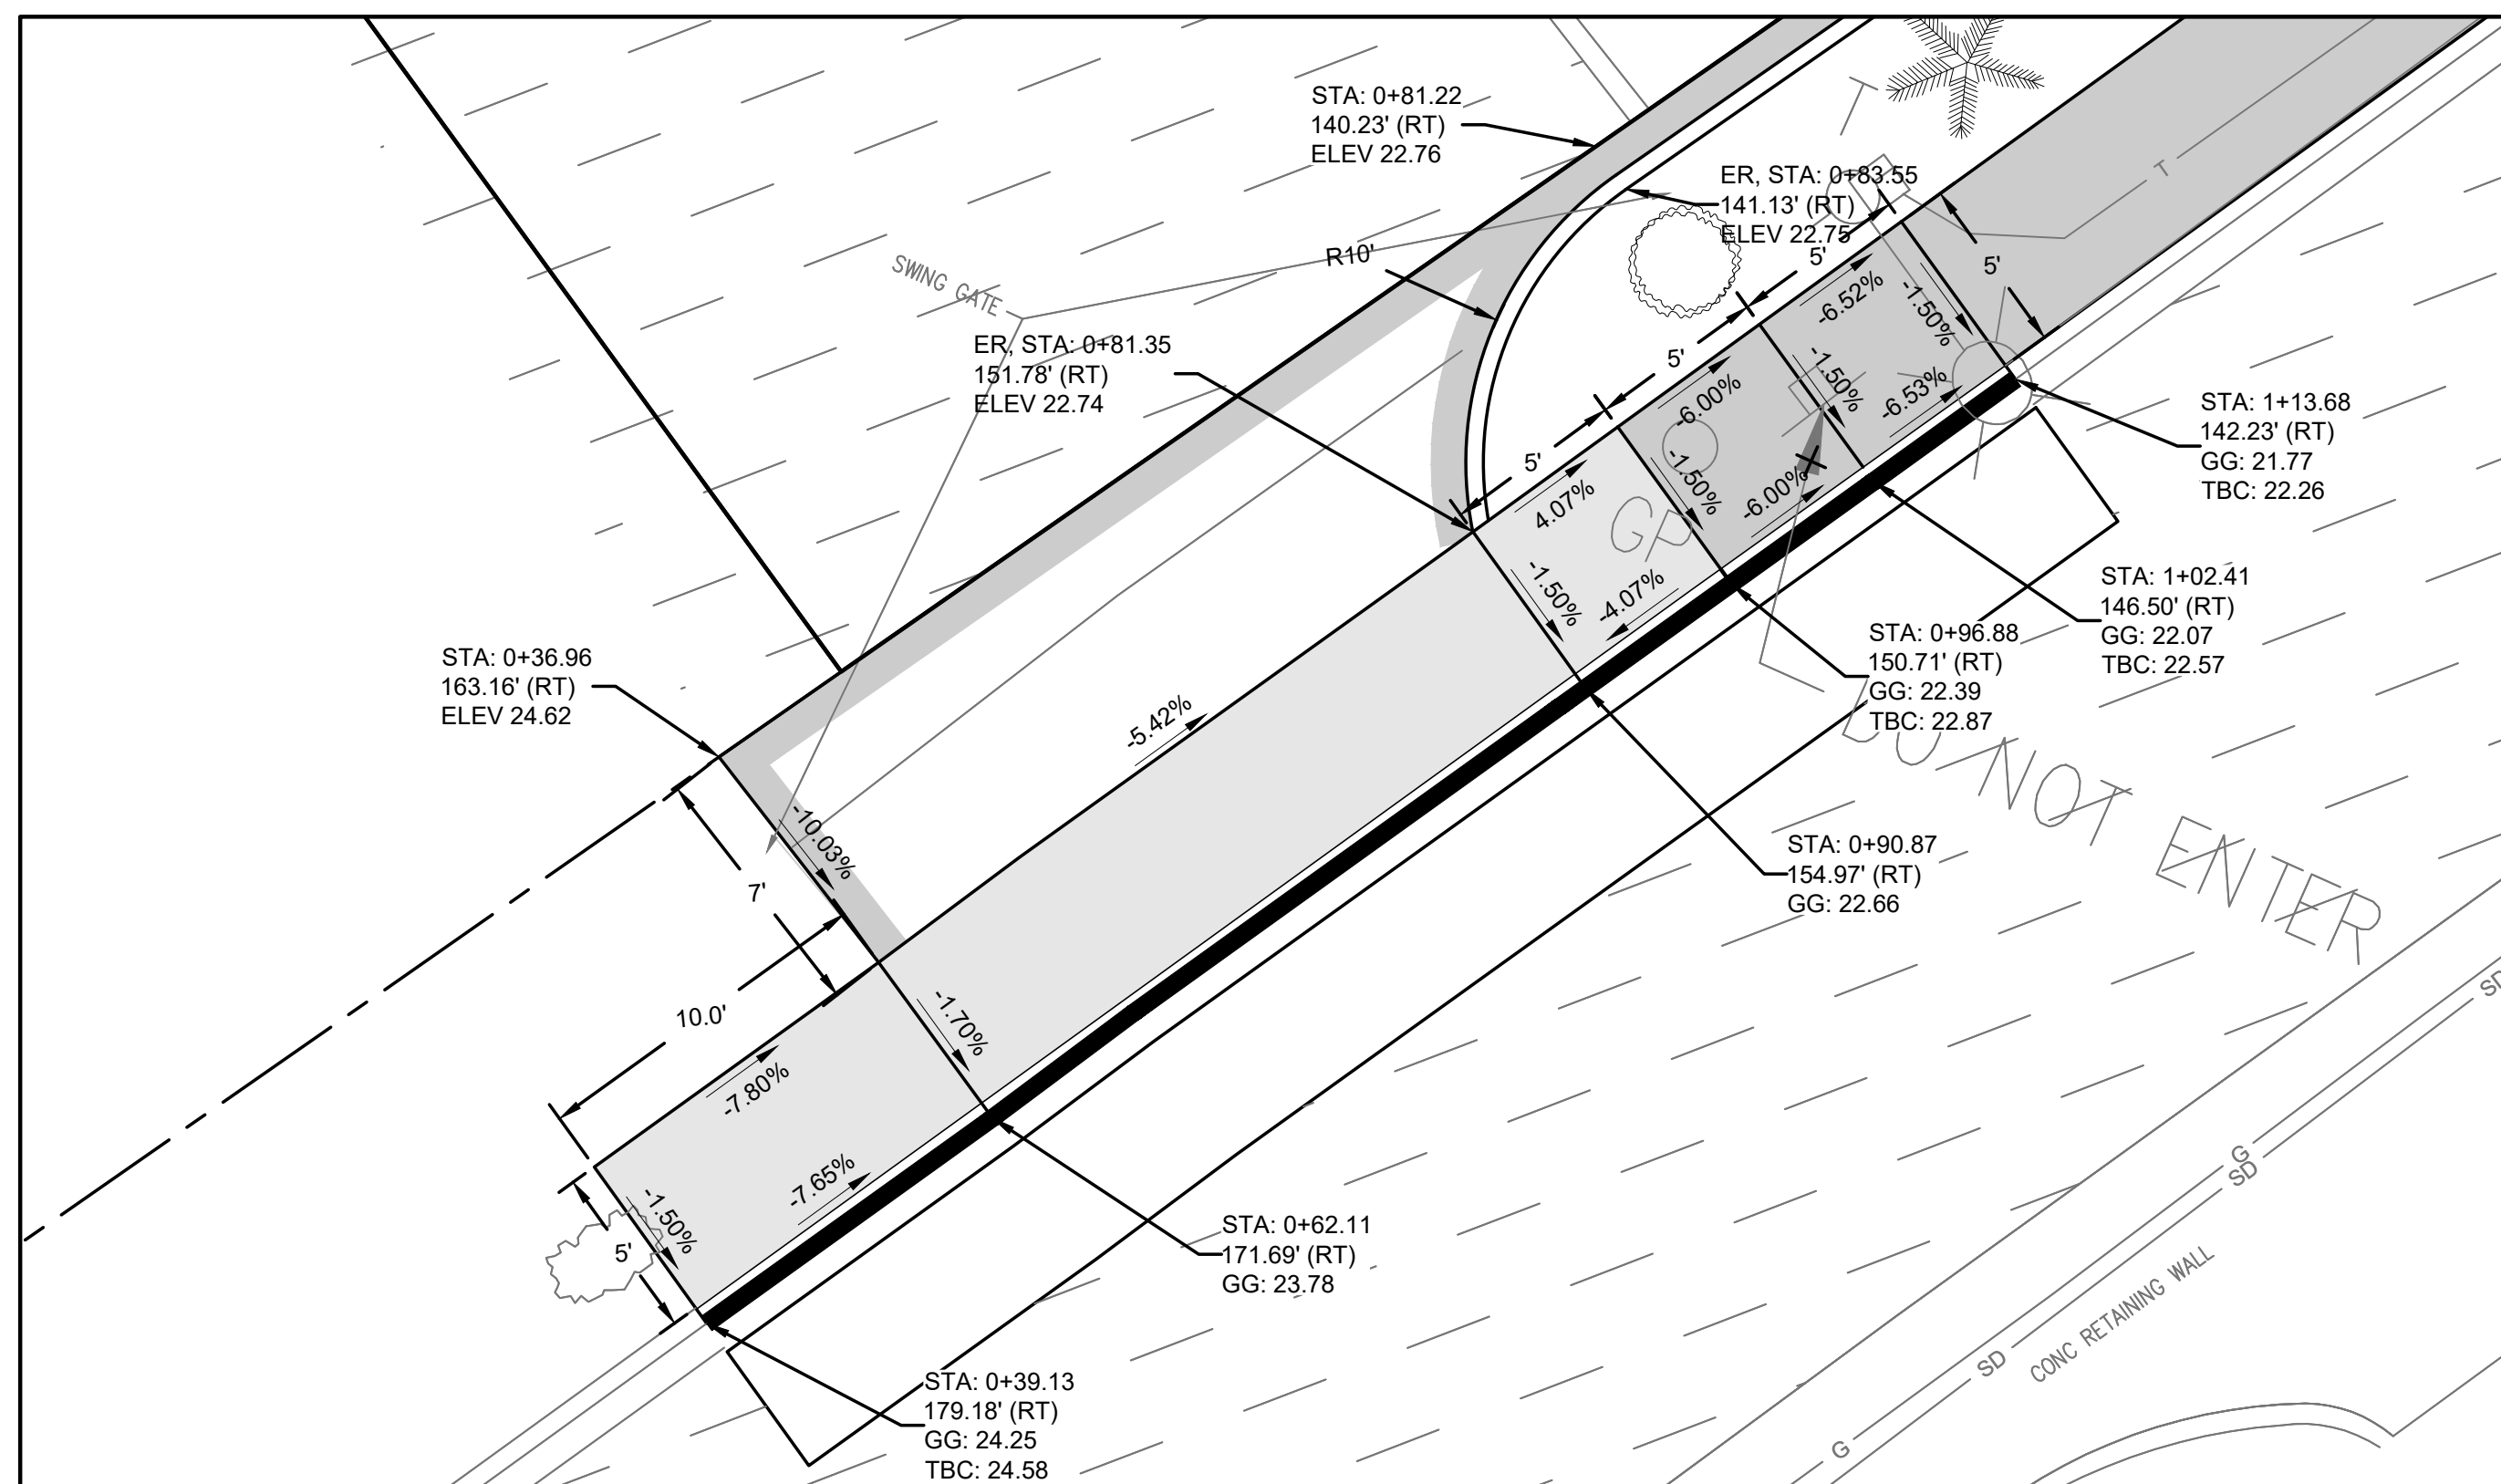 STA: 0+81.22
140.23' (RT)
ELEV 22.76
ER, STA: 0+83.55
141.13' (RT)
ELEV 22.75
T
5'
5'
SWING GATE
R10'
-6.52%
-1.50%
ER, STA: 0+81.35
151.78' (RT)
ELEV 22.74
5'
-6.00%
-1.50%
-6.53%
STA: 1+13.68
142.23' (RT)
GG: 21.77
TBC: 22.26
5'
4.07%
-1.50%
-6.00%
GP
-1.50%
-4.07%
STA: 1+02.41
146.50' (RT)
GG: 22.07
TBC: 22.57
STA: 0+96.88
150.71' (RT)
GG: 22.39
TBC: 22.87
STA: 0+36.96
163.16' (RT)
ELEV 24.62
-5.42%
DO NOT ENTER
-10.03%
7'
STA: 0+90.87
154.97' (RT)
GG: 22.66
10.0'
-1.70%
SD
-7.80%
-7.65%
-1.50%
5'
G
SD
STA: 0+62.11
171.69' (RT)
GG: 23.78
CONC RETAINING WALL
SD
G
STA: 0+39.13
179.18' (RT)
GG: 24.25
TBC: 24.58